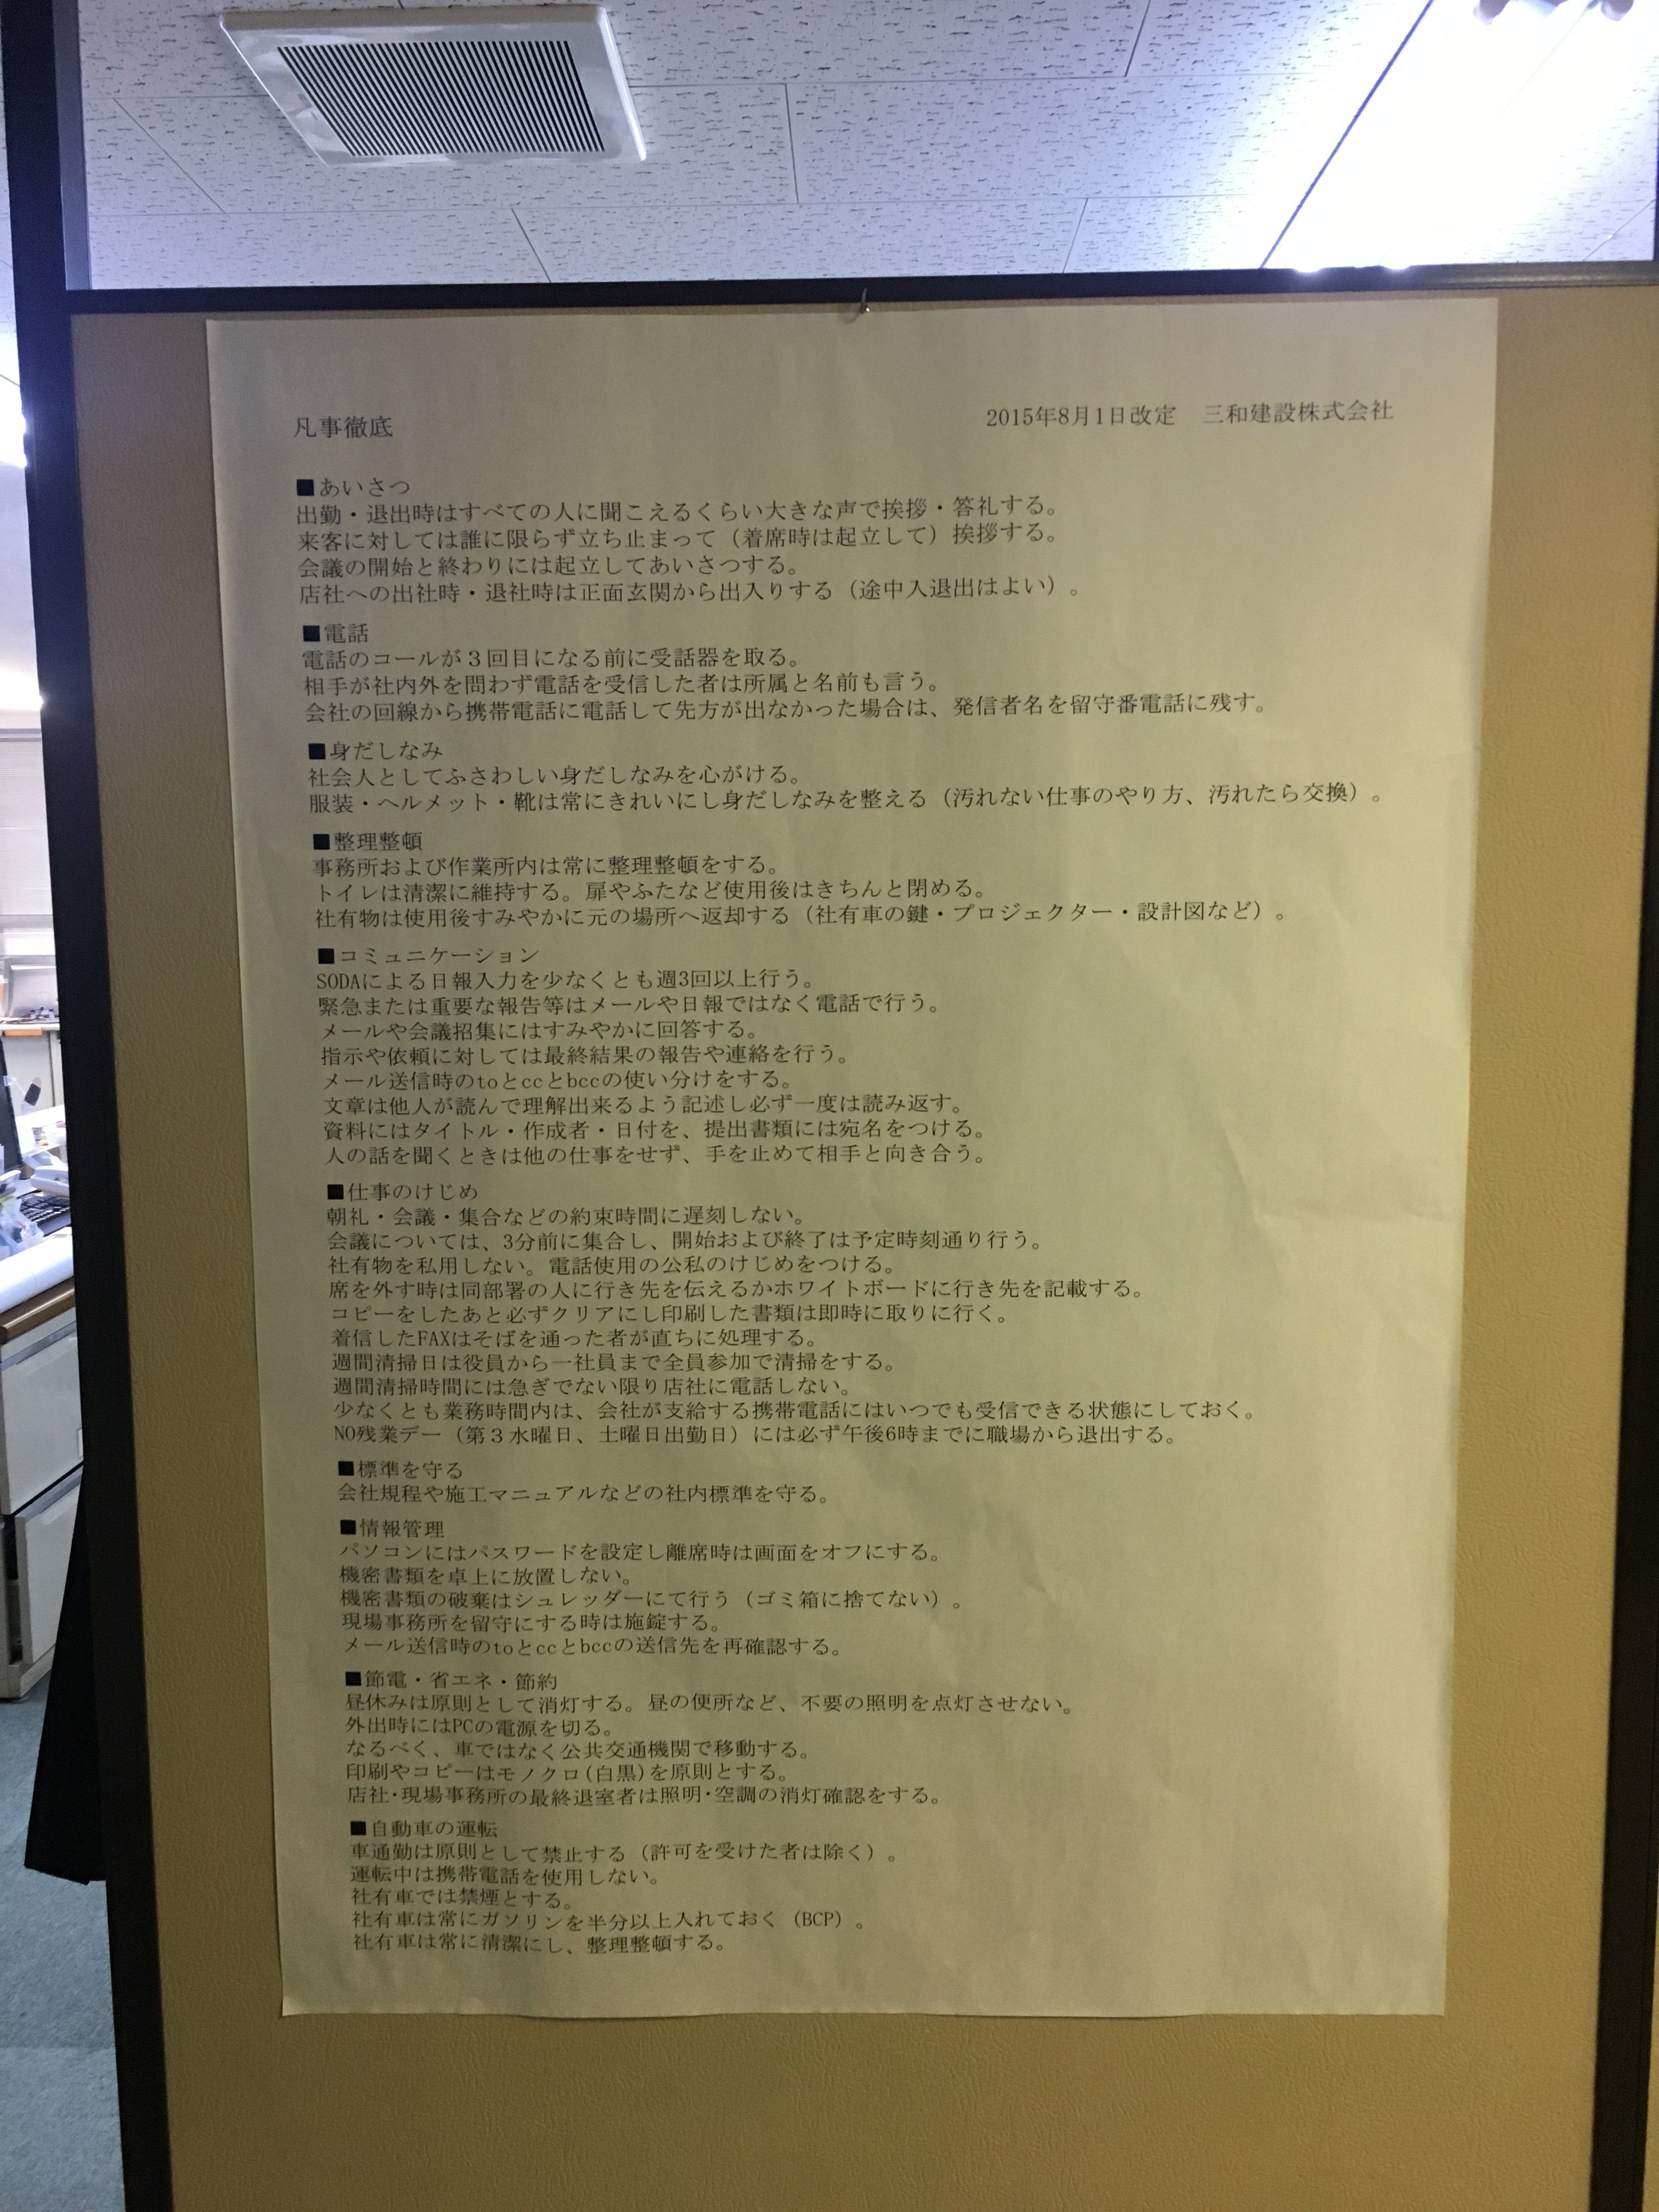 凡事徹底
2015年8月1日改定　三和建設株式会社
■あいさつ
出勤・退出時はすべての人に聞こえるくらい大きな声で挨拶・答礼する。
来客に対しては誰に限らず立ち止まって（着席時は起立して）挨拶する。
会議の開始と終わりには起立してあいさつする。
店社への出社時・退社時は正面玄関から出入りする（途中入退出はよい）。
■電話
電話のコールが３回目になる前に受話器を取る。
相手が社内外を問わず電話を受信した者は所属と名前も言う。
会社の回線から携帯電話に電話して先方が出なかった場合は、発信者名を留守番電話に残す。
■身だしなみ
社会人としてふさわしい身だしなみを心がける。
服装・ヘルメット・靴は常にきれいにし身だしなみを整える（汚れない仕事のやり方、汚れたら交換）。
■整理整頓
事務所および作業所内は常に整理整頓をする。
トイレは清潔に維持する。扉やふたなど使用後はきちんと閉める。
社有物は使用後すみやかに元の場所へ返却する（社有車の鍵・プロジェクター・設計図など）。
■コミュニケーション
SODAによる日報入力を少なくとも週3回以上行う。
緊急または重要な報告等はメールや日報ではなく電話で行う。
メールや会議招集にはすみやかに回答する。
指示や依頼に対しては最終結果の報告や連絡を行う。
メール送信時のtoとccとbccの使い分けをする。
文章は他人が読んで理解出来るよう記述し必ず一度は読み返す。
資料にはタイトル・作成者・日付を、提出書類には宛名をつける。
人の話を聞くときは他の仕事をせず、手を止めて相手と向き合う。
■仕事のけじめ
朝礼・会議・集合などの約束時間に遅刻しない。
会議については、3分前に集合し、開始および終了は予定時刻通り行う。
社有物を私用しない。電話使用の公私のけじめをつける。
席を外す時は同部署の人に行き先を伝えるかホワイトボードに行き先を記載する。
コピーをしたあと必ずクリアにし印刷した書類は即時に取りに行く。
着信したFAXはそばを通った者が直ちに処理する。
週間清掃日は役員から一社員まで全員参加で清掃をする。
週間清掃時間には急ぎでない限り店社に電話しない。
少なくとも業務時間内は、会社が支給する携帯電話にはいつでも受信できる状態にしておく。
NO残業デー（第３水曜日、土曜日出勤日）には必ず午後6時までに職場から退出する。
■標準を守る
会社規程や施工マニュアルなどの社内標準を守る。
■情報管理
パソコンにはパスワードを設定し離席時は画面をオフにする。
機密書類を卓上に放置しない。
機密書類の破棄はシュレッダーにて行う（ゴミ箱に捨てない）。
現場事務所を留守にする時は施錠する。
メール送信時のtoとccとbccの送信先を再確認する。
■節電・省エネ・節約
昼休みは原則として消灯する。昼の便所など、不要の照明を点灯させない。
外出時にはPCの電源を切る。
なるべく、車ではなく公共交通機関で移動する。
印刷やコピーはモノクロ(白黒)を原則とする。
店社･現場事務所の最終退室者は照明･空調の消灯確認をする。
■自動車の運転
車通勤は原則として禁止する（許可を受けた者は除く）。
運転中は携帯電話を使用しない。
社有車では禁煙とする。
社有車は常にガソリンを半分以上入れておく（BCP）。
社有車は常に清潔にし、整理整頓する。